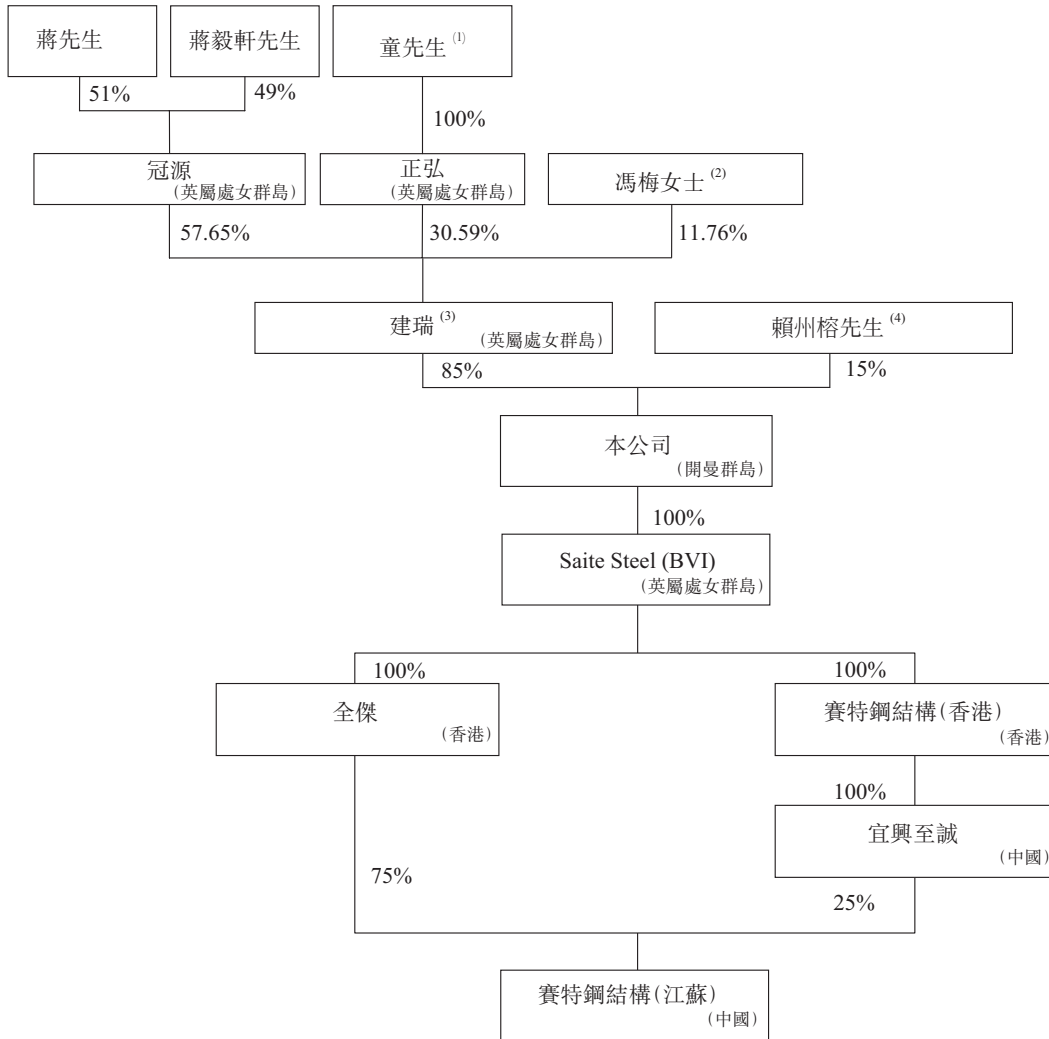 蔣先生
蔣毅軒先生
童先生 (1)
51%
49%
100%
冠源
(英屬處女群島)
正弘
(英屬處女群島)
馮梅女士 (2)
57.65%
30.59%
11.76%
建瑞 (3)
(英屬處女群島)
賴州榕先生 (4)
85%
15%
本公司
(開曼群島)
100%
Saite Steel (BVI)
(英屬處女群島)
100%
100%
全傑
(香港)
賽特鋼結構(香港)
(香港)
100%
宜興至誠
(中國)
75%
25%
賽特鋼結構(江蘇)
(中國)